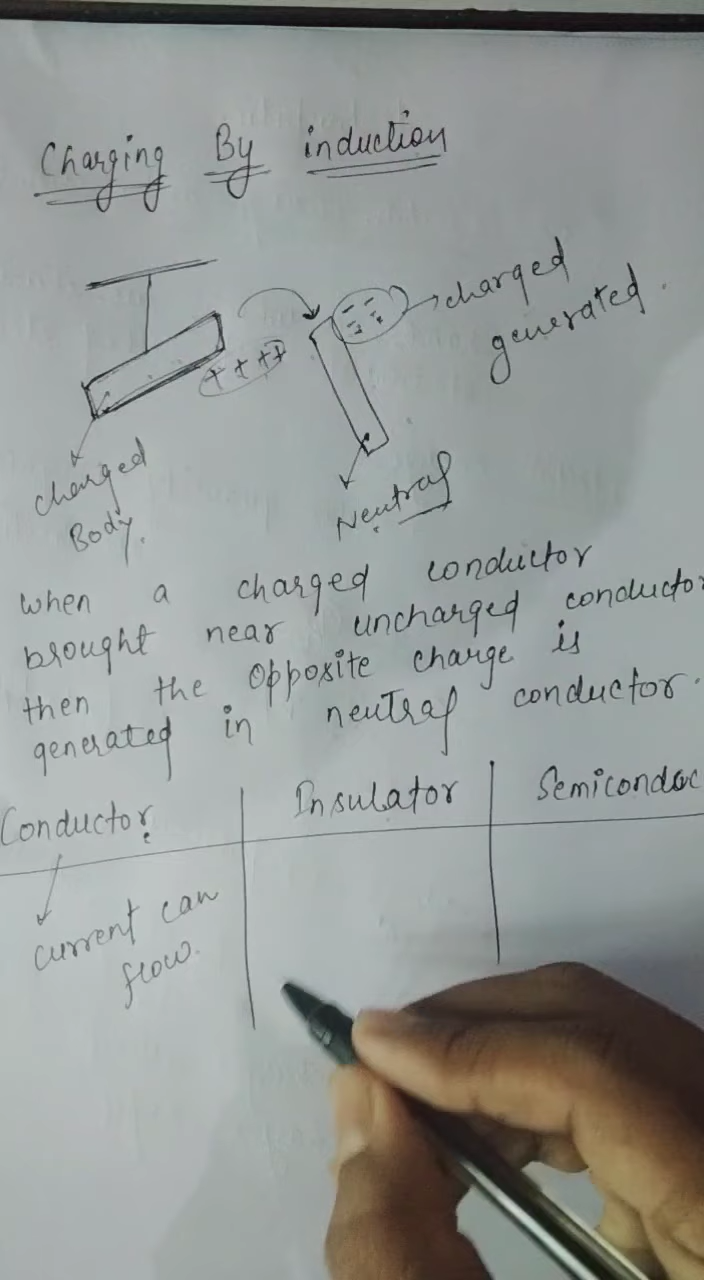 Charging By induction
charged
generated.
+ + + +
- -
- -
charged
Body.
Neutral
when a charged conductor
brought near uncharged conductor
then the opposite charge is
generated in neutral conductor.
Conductor. Insulator Semiconduc
current can
flow.